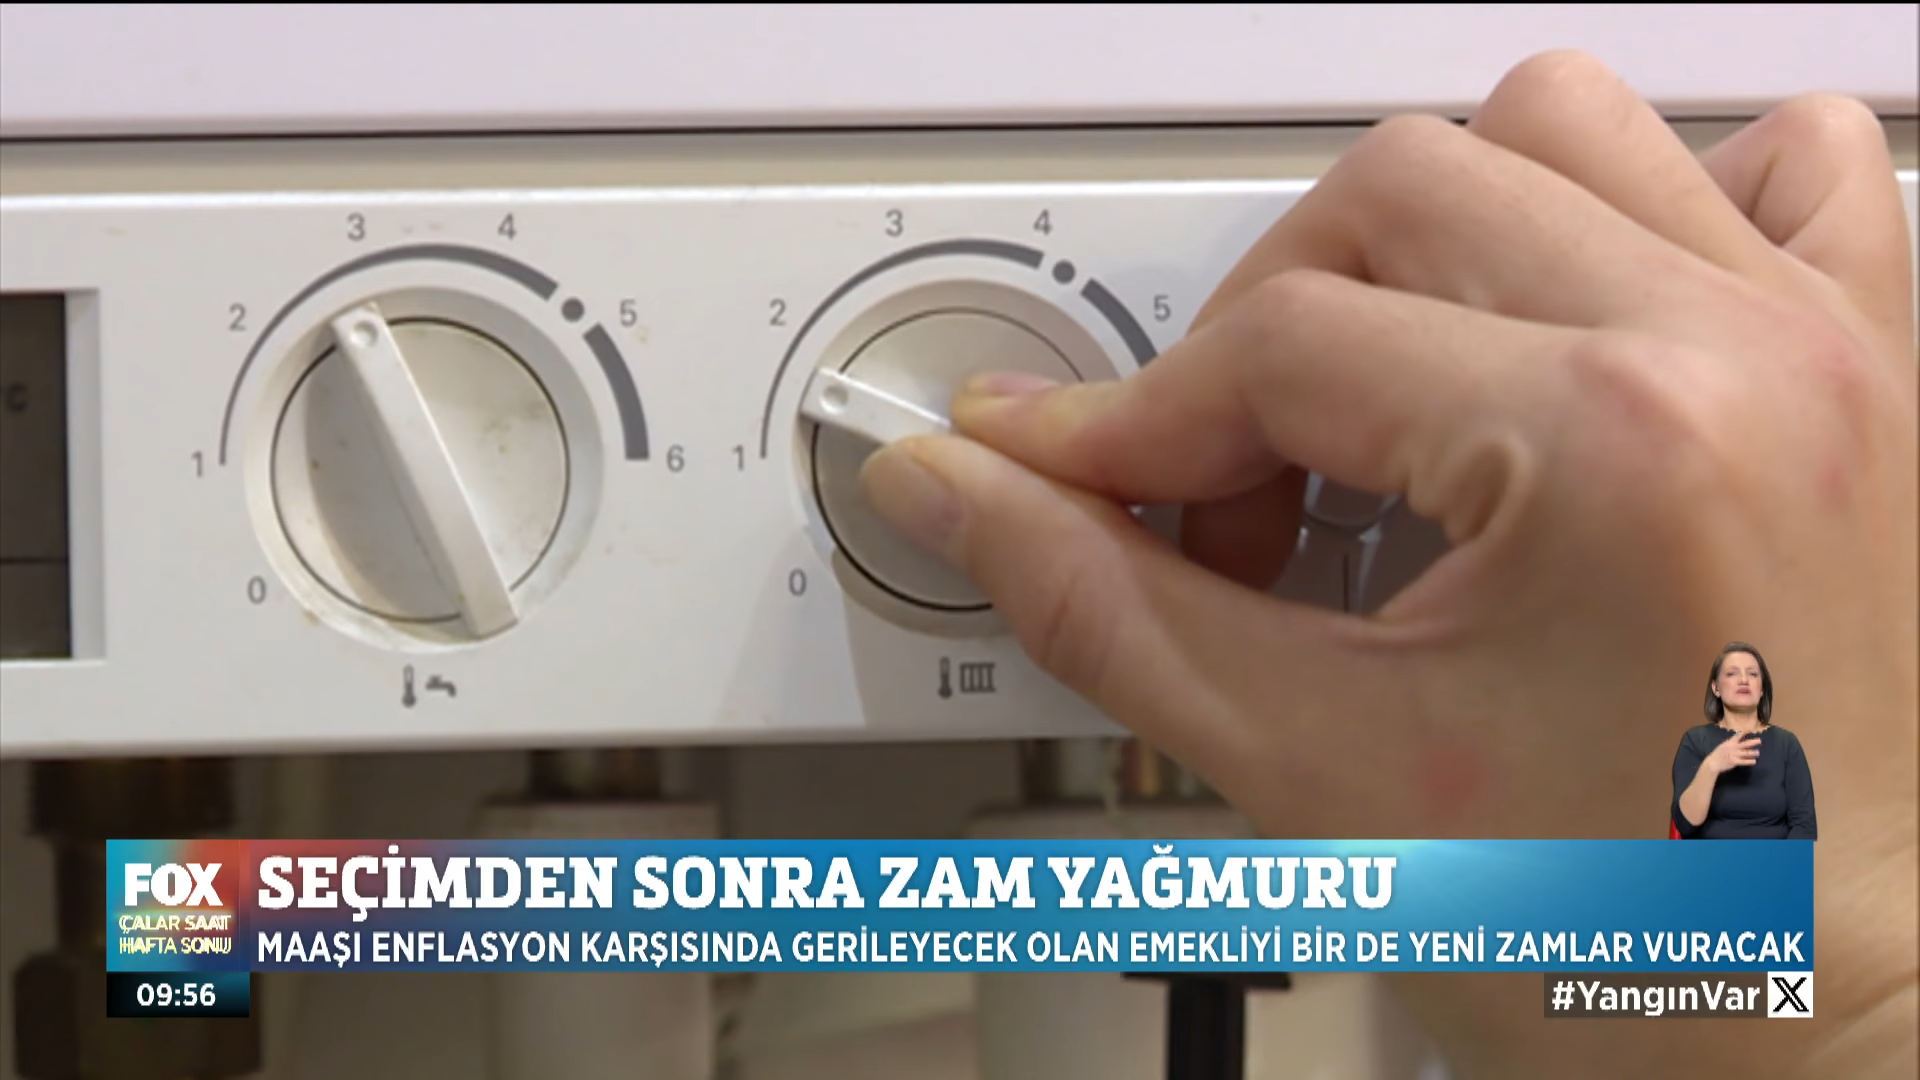 3 4 3 4
2 5 2 5
1 6 1
0 0
FOX
ÇALAR SAAT
HAFTA SONU
09:56
SEÇİMDEN SONRA ZAM YAĞMURU
MAAŞI ENFLASYON KARŞISINDA GERİLEYECEK OLAN EMEKLİYİ BİR DE YENİ ZAMLAR VURACAK
#YangınVar X